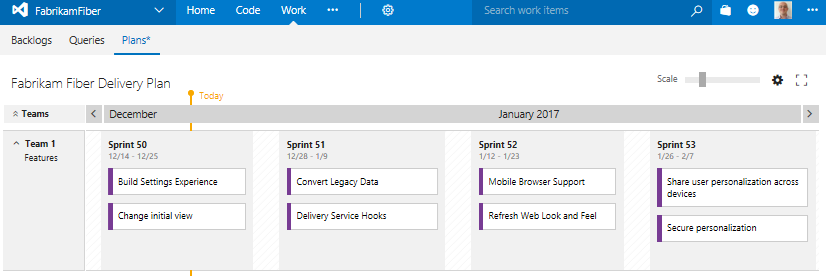 FabrikamFiber
Home
Code
Work
Search work items
Backlogs
Queries
Plans*
Fabrikam Fiber Delivery Plan
Scale
Today
Teams
December
January 2017
Team 1
Features
Sprint 50
12/14 - 12/25
Build Settings Experience
Change initial view
Sprint 51
12/28 - 1/9
Convert Legacy Data
Delivery Service Hooks
Sprint 52
1/12 - 1/23
Mobile Browser Support
Refresh Web Look and Feel
Sprint 53
1/26 - 2/7
Share user personalization across
devices
Secure personalization